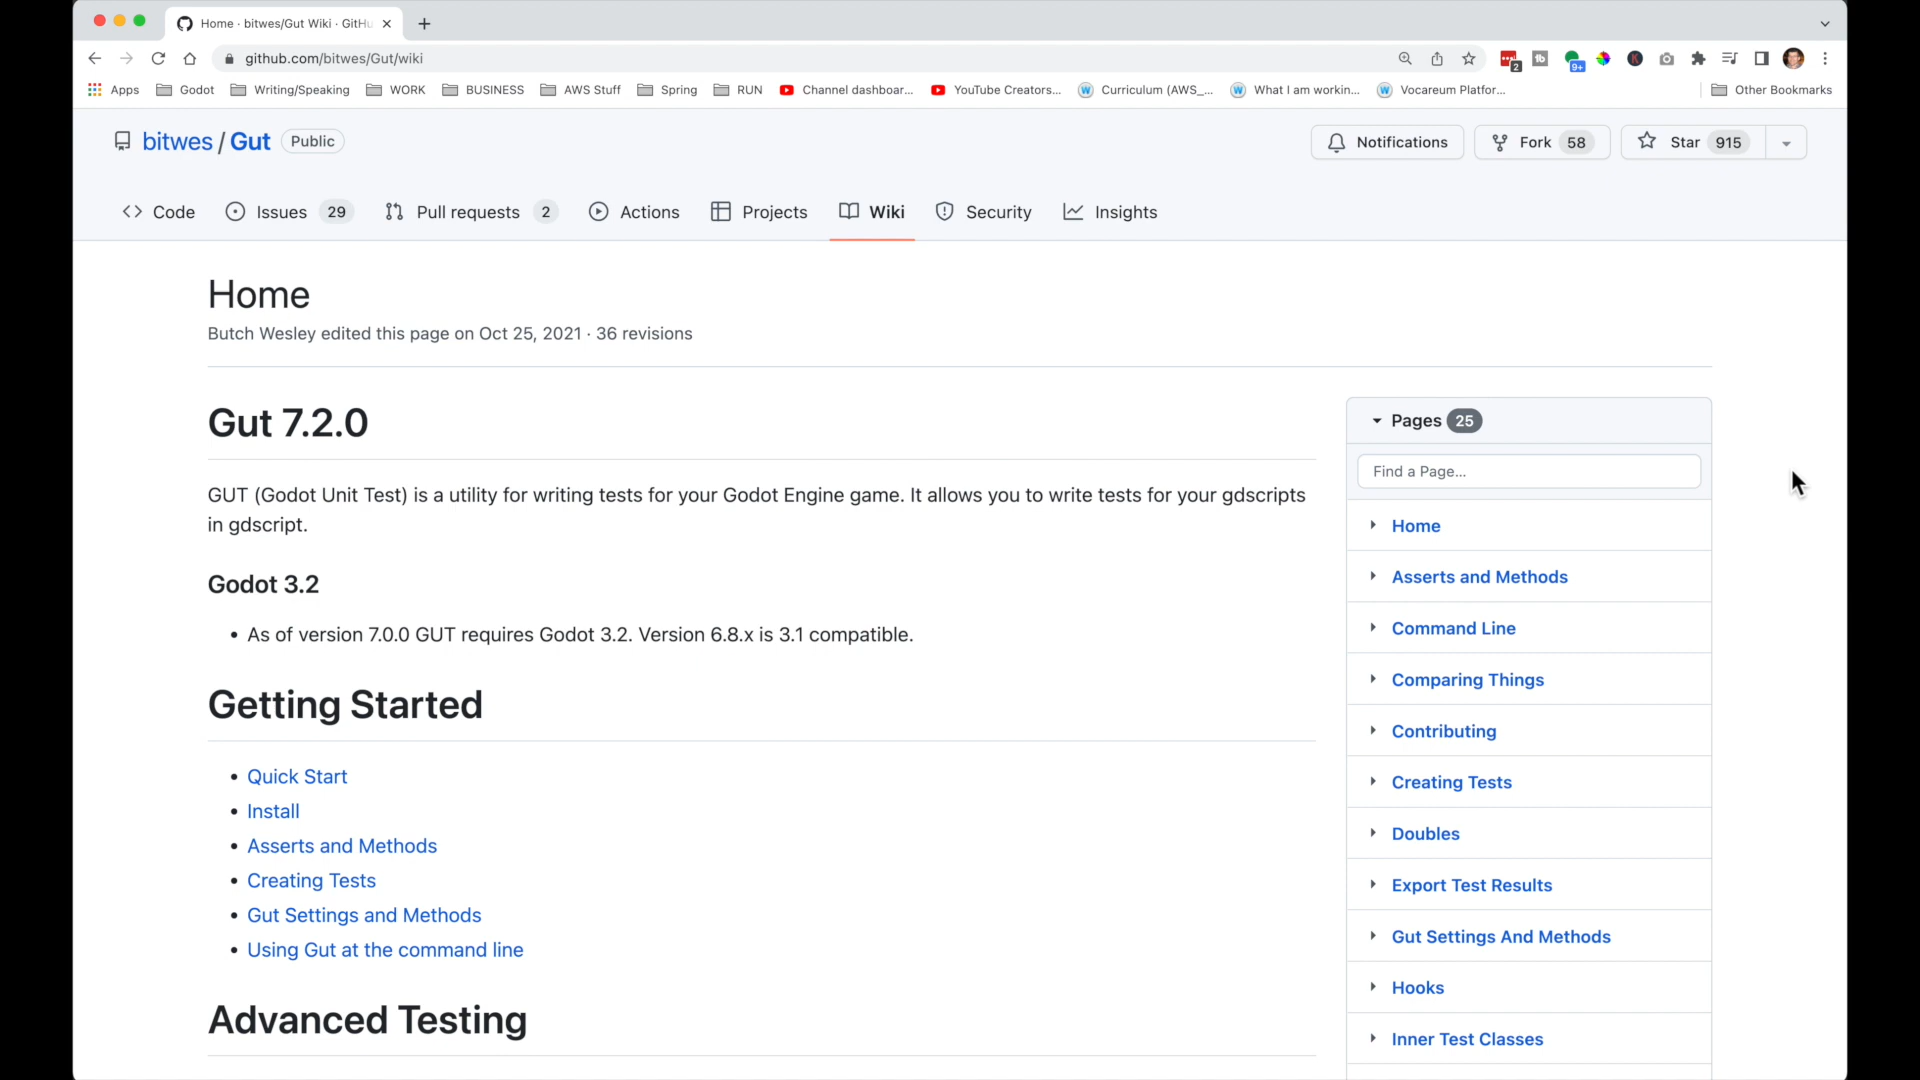 Home · bitwes/Gut Wiki · GitHu
github.com/bitwes/Gut/wiki
2
9+
Apps
Godot
Writing/Speaking
WORK
BUSINESS
AWS Stuff
Spring
RUN
Channel dashboar...
YouTube Creators...
Curriculum (AWS_...
What I am workin...
Vocareum Platfor...
Other Bookmarks
bitwes / Gut Public
Notifications
Fork 58
Star 915
Code
Issues 29
Pull requests 2
Actions
Projects
Wiki
Security
Insights
Home
Butch Wesley edited this page on Oct 25, 2021 · 36 revisions
Gut 7.2.0
GUT (Godot Unit Test) is a utility for writing tests for your Godot Engine game. It allows you to write tests for your gdscripts
in gdscript.
Godot 3.2
• As of version 7.0.0 GUT requires Godot 3.2. Version 6.8.x is 3.1 compatible.
Getting Started
• Quick Start
• Install
• Asserts and Methods
• Creating Tests
• Gut Settings and Methods
• Using Gut at the command line
Advanced Testing
Pages 25
Find a Page...
Home
Asserts and Methods
Command Line
Comparing Things
Contributing
Creating Tests
Doubles
Export Test Results
Gut Settings And Methods
Hooks
Inner Test Classes